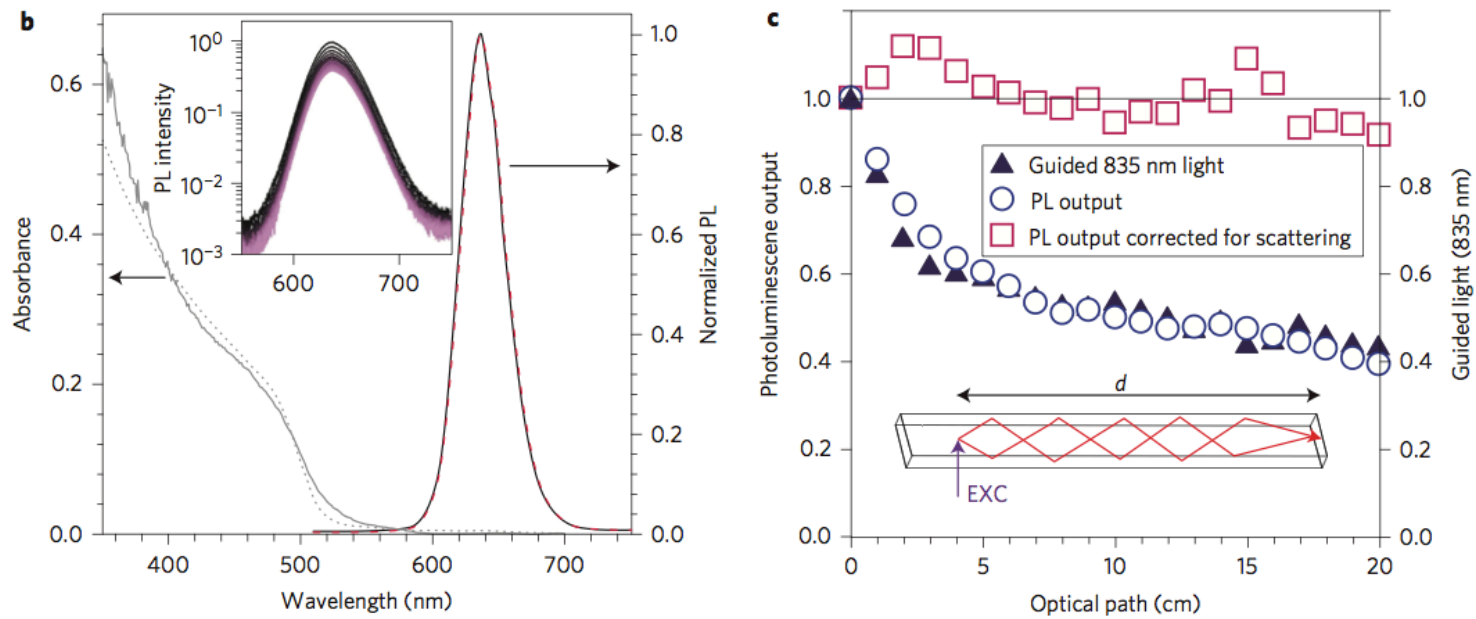 b
Absorbance
0.6
0.4
0.2
0.0
400
500
600
700
Wavelength (nm)
1.0
0.8
0.6
0.4
0.2
0.0
Normalized PL
PL intensity
10⁰
10⁻¹
10⁻²
10⁻³
600
700
c
Photoluminescene output
1.0
0.8
0.6
0.4
0.2
0.0
0
5
10
15
20
Optical path (cm)
1.0
0.8
0.6
0.4
0.2
0.0
Guided light (835 nm)
Guided 835 nm light
PL output
PL output corrected for scattering
d
EXC